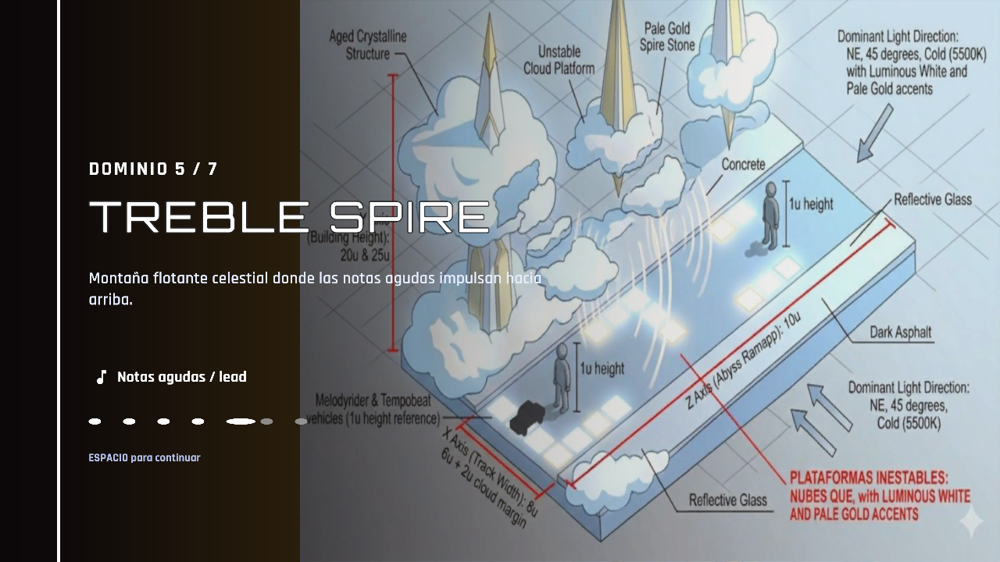 DOMINIO 5 / 7
TREBLE SPIRE
Montaña flotante celestial donde las notas agudas impulsan hacia
arriba.
Notas agudas / lead
ESPACIO para continuar
Aged Crystalline
Structure
Unstable
Cloud Platform
Pale Gold
Spire Stone
Dominant Light Direction:
NE, 45 degrees, Cold (5500K)
with Luminous White and
Pale Gold accents
Concrete
1u height
Reflective Glass
(Building Height):
20u & 25u
Z Axis (Abyss Ramapp): 10u
Dark Asphalt
1u height
Melodyrider & Tempobeat
vehicles (1u height reference)
X Axis (Track Width): 8u
6u + 2u cloud margin
Dominant Light Direction:
NE, 45 degrees,
Cold (5500K)
Reflective Glass
PLATAFORMAS INESTABLES:
NUBES QUE, with LUMINOUS WHITE
AND PALE GOLD ACCENTS